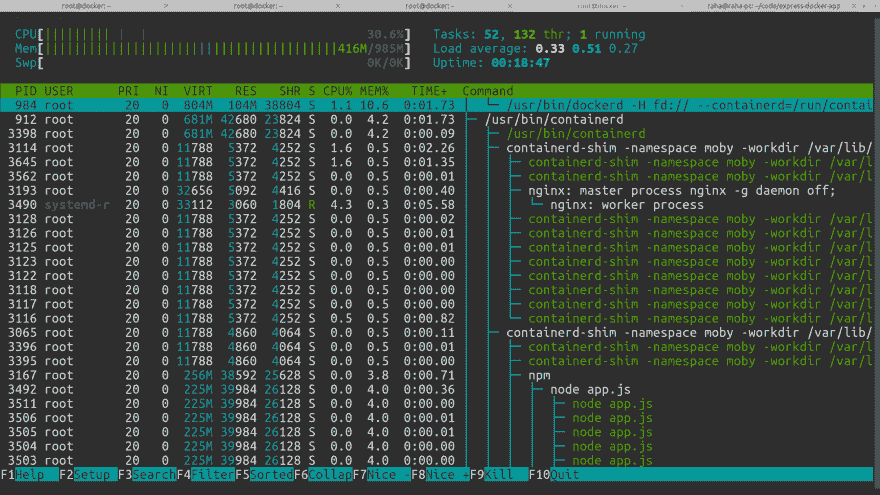 root@docker: ~ × root@docker: ~ × root@docker: ~ × root@docker: ~ × raha@raha-pc: ~/code/express-docker-app ×
CPU[||||||||| | | 30.6%] Tasks: 52, 132 thr; 1 running
Mem[||||||||||||||||||||||||||||||||||||||416M/985M] Load average: 0.33 0.51 0.27
Swp[ 0K/0K] Uptime: 00:18:47
PID USER PRI NI VIRT RES SHR S CPU% MEM% TIME+ Command
984 root 20 0 804M 104M 38804 S 1.1 10.6 0:01.73 │ └─ /usr/bin/dockerd -H fd:// --containerd=/run/contai
912 root 20 0 681M 42680 23824 S 0.0 4.2 0:01.73 ├─ /usr/bin/containerd
3398 root 20 0 681M 42680 23824 S 0.0 4.2 0:00.09 │ ├─ /usr/bin/containerd
3114 root 20 0 11788 5372 4252 S 1.6 0.5 0:02.26 │ ├─ containerd-shim -namespace moby -workdir /var/lib/
3645 root 20 0 11788 5372 4252 S 1.6 0.5 0:01.35 │ │ ├─ containerd-shim -namespace moby -workdir /var/l
3562 root 20 0 11788 5372 4252 S 0.0 0.5 0:00.01 │ │ ├─ containerd-shim -namespace moby -workdir /var/l
3193 root 20 0 32656 5092 4416 S 0.0 0.5 0:00.40 │ │ ├─ nginx: master process nginx -g daemon off;
3490 systemd-r 20 0 33112 3060 1804 R 4.3 0.3 0:05.58 │ │ │ └─ nginx: worker process
3128 root 20 0 11788 5372 4252 S 0.0 0.5 0:00.02 │ │ ├─ containerd-shim -namespace moby -workdir /var/l
3126 root 20 0 11788 5372 4252 S 0.0 0.5 0:00.01 │ │ ├─ containerd-shim -namespace moby -workdir /var/l
3125 root 20 0 11788 5372 4252 S 0.0 0.5 0:00.01 │ │ ├─ containerd-shim -namespace moby -workdir /var/l
3123 root 20 0 11788 5372 4252 S 0.0 0.5 0:00.00 │ │ ├─ containerd-shim -namespace moby -workdir /var/l
3122 root 20 0 11788 5372 4252 S 0.0 0.5 0:00.00 │ │ ├─ containerd-shim -namespace moby -workdir /var/l
3118 root 20 0 11788 5372 4252 S 0.0 0.5 0:00.00 │ │ ├─ containerd-shim -namespace moby -workdir /var/l
3117 root 20 0 11788 5372 4252 S 0.0 0.5 0:00.00 │ │ ├─ containerd-shim -namespace moby -workdir /var/l
3116 root 20 0 11788 5372 4252 S 0.5 0.5 0:00.82 │ │ └─ containerd-shim -namespace moby -workdir /var/l
3065 root 20 0 11788 4860 4064 S 0.0 0.5 0:00.11 │ ├─ containerd-shim -namespace moby -workdir /var/lib/
3396 root 20 0 11788 4860 4064 S 0.0 0.5 0:00.01 │ │ ├─ containerd-shim -namespace moby -workdir /var/l
3395 root 20 0 11788 4860 4064 S 0.0 0.5 0:00.00 │ │ ├─ containerd-shim -namespace moby -workdir /var/l
3167 root 20 0 256M 38592 25628 S 0.0 3.8 0:00.71 │ │ ├─ npm
3492 root 20 0 225M 39984 26128 S 0.0 4.0 0:00.36 │ │ │ ├─ node app.js
3511 root 20 0 225M 39984 26128 S 0.0 4.0 0:00.00 │ │ │ │ ├─ node app.js
3506 root 20 0 225M 39984 26128 S 0.0 4.0 0:00.01 │ │ │ │ ├─ node app.js
3505 root 20 0 225M 39984 26128 S 0.0 4.0 0:00.01 │ │ │ │ ├─ node app.js
3504 root 20 0 225M 39984 26128 S 0.0 4.0 0:00.00 │ │ │ │ ├─ node app.js
3503 root 20 0 225M 39984 26128 S 0.0 4.0 0:00.00 │ │ │ │ ├─ node app.js
F1Help F2Setup F3SearchF4FilterF5SortedF6CollapF7Nice -F8Nice +F9Kill F10Quit